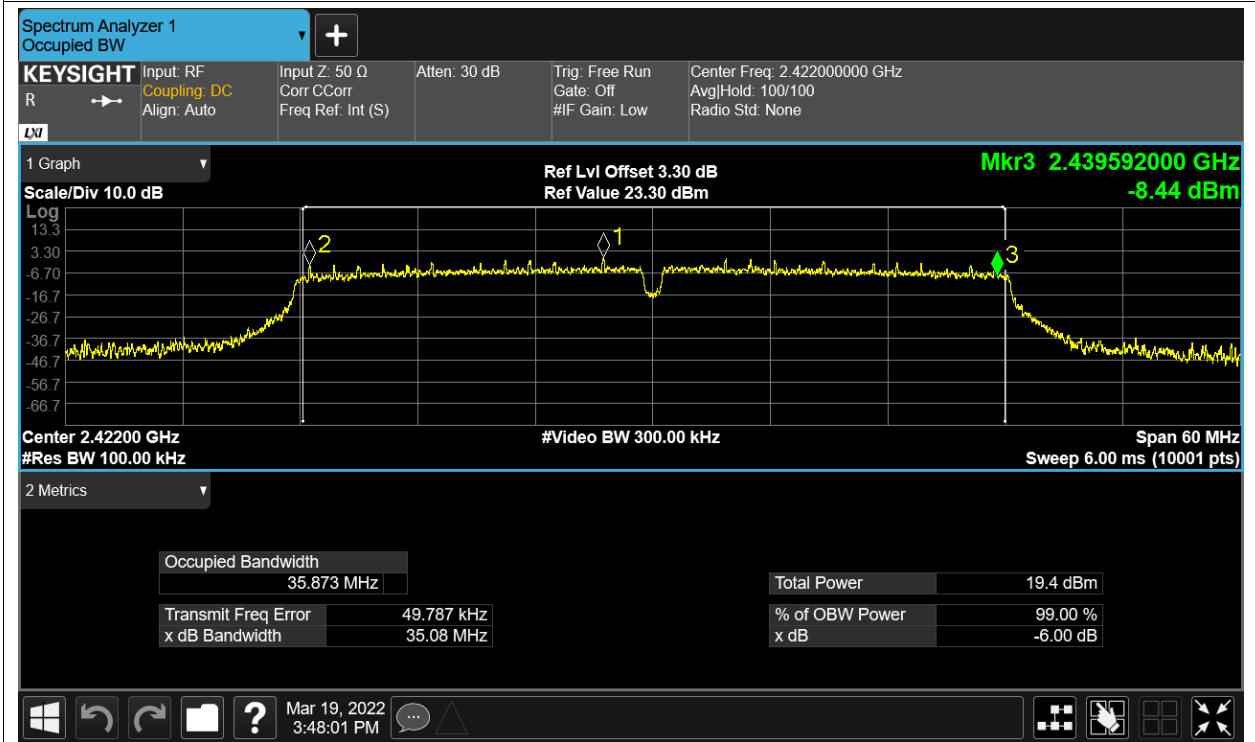 Spectrum Analyzer 1
Occupied BW
KEYSIGHT
R
LXI
Input: RF
Coupling: DC
Align: Auto
Input Z: 50 Ω
Corr CCorr
Freq Ref: Int (S)
Atten: 30 dB
Trig: Free Run
Gate: Off
#IF Gain: Low
Center Freq: 2.422000000 GHz
Avg|Hold: 100/100
Radio Std: None
1 Graph
Scale/Div 10.0 dB
Ref Lvl Offset 3.30 dB
Ref Value 23.30 dBm
Mkr3 2.439592000 GHz
-8.44 dBm
Log
13.3
3.30
-6.70
-16.7
-26.7
-36.7
-46.7
-56.7
-66.7
2
1
3
Center 2.42200 GHz
#Res BW 100.00 kHz
#Video BW 300.00 kHz
Span 60 MHz
Sweep 6.00 ms (10001 pts)
2 Metrics
Occupied Bandwidth
35.873 MHz
Transmit Freq Error 49.787 kHz
x dB Bandwidth 35.08 MHz
Total Power 19.4 dBm
% of OBW Power 99.00 %
x dB -6.00 dB
?
Mar 19, 2022
3:48:01 PM